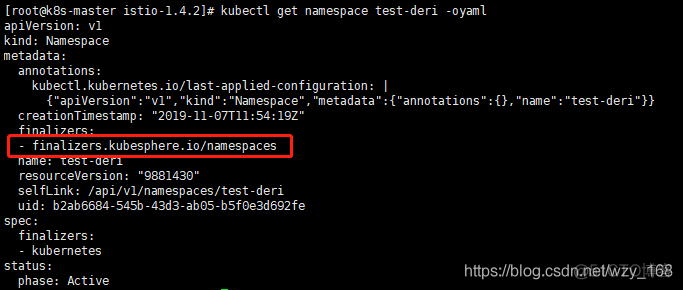 [root@k8s-master istio-1.4.2]# kubectl get namespace test-deri -oyaml
apiVersion: v1
kind: Namespace
metadata:
  annotations:
    kubectl.kubernetes.io/last-applied-configuration: |
      {"apiVersion":"v1","kind":"Namespace","metadata":{"annotations":{},"name":"test-deri"}}
  creationTimestamp: "2019-11-07T11:54:19Z"
  finalizers:
  - finalizers.kubesphere.io/namespaces
  name: test-deri
  resourceVersion: "9881430"
  selfLink: /api/v1/namespaces/test-deri
  uid: b2ab6684-545b-43d3-ab05-b5f0e3d692fe
spec:
  finalizers:
  - kubernetes
status:
  phase: Active
https://blog.csdn.net/wzy_168